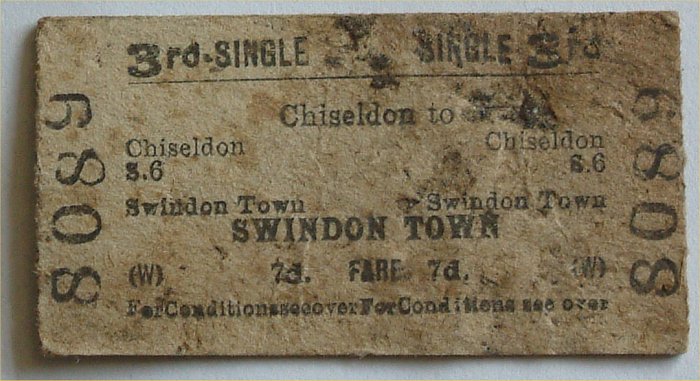 3rd·SINGLE SINGLE 3rd
Chiseldon to
Chiseldon Chiseldon
S.6 S.6
Swindon Town Swindon Town
SWINDON TOWN
(W) 7d. FARE 7d. (W)
For Conditions see over For Conditions see over
8089
8089